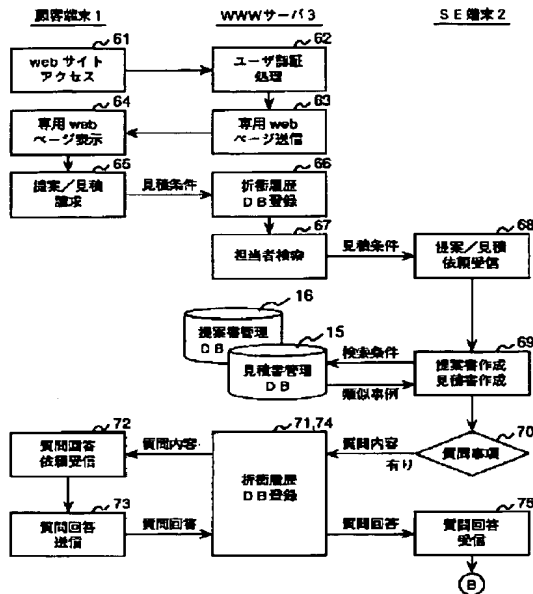 顧客端末1
WWWサーバ3
SE端末2
61
webサイト
アクセス
62
ユーザ認証
処理
64
専用web
ページ表示
63
専用web
ページ送信
65
提案／見積
請求
見積条件
66
折衝履歴
DB登録
67
担当者検索
見積条件
68
提案／見積
依頼受信
16
提案書管理
DB
15
見積書管理
DB
検索条件
類似事例
69
提案書作成
見積書作成
72
質問回答
依頼受信
質問内容
71,74
折衝履歴
DB登録
質問内容
有り
70
質問事項
73
質問回答
送信
質問回答
質問回答
75
質問回答
受信
B